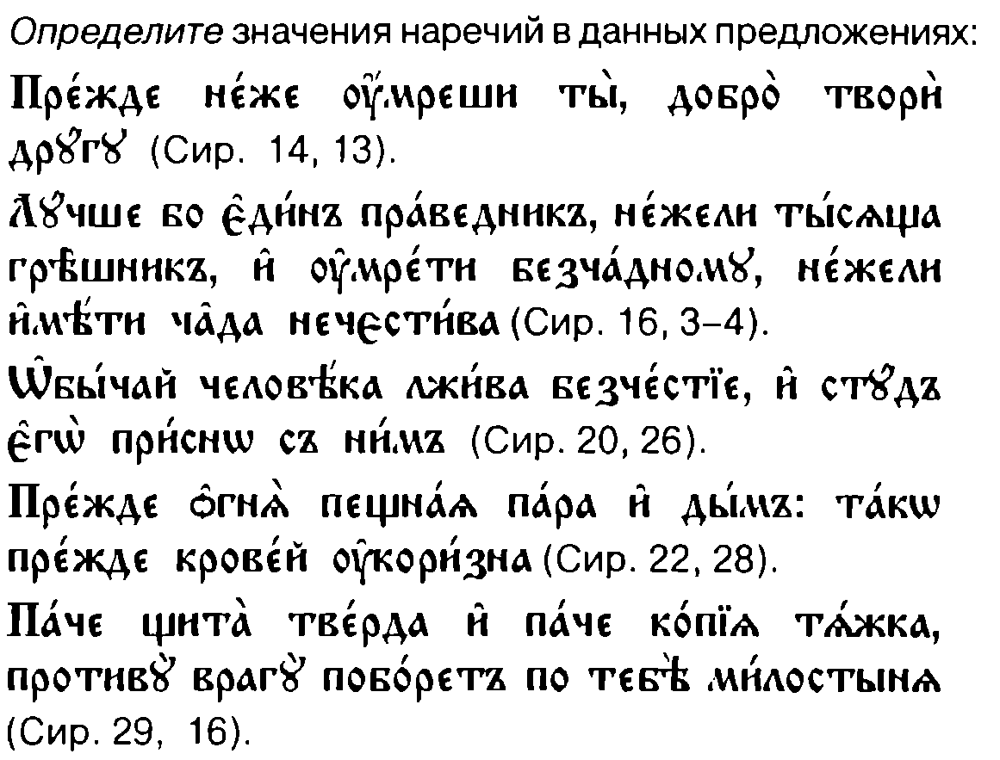 Определите значения наречий в данных предложениях:
Пре́жде не́же ᲂу҆́мреши ты̀, добро̀ твори̇̀
дрꙋ́гꙋ (Сир. 14, 13).
Лꙋ́чше бо є҆ди́нъ пра́ведникъ, не́жели ты́сѧща
грѣ̑шникъ, и҆ ᲂу҆мре́ти безча́дномꙋ, не́жели
и҆мѣ́ти ча̑да нечєсти́ва (Сир. 16, 3–4).
Ѡ҆бы́чай человѣ́ка лжи́ва безче́стїе, и҆ стꙋ́дъ
є҆гѡ̀ при́снѡ съ ни́мъ (Сир. 20, 26).
Пре́жде ѻ҆гнѧ̀ пещна́ѧ па́ра и҆ ды́мъ: та́кѡ
пре́жде крове́й ᲂу҆кори́зна (Сир. 22, 28).
Па́че щита̀ тве́рда и҆ па́че ко́пїѧ тѧ́жка,
противꙋ̀ врагꙋ̀ побо́ретъ по тебѣ̀ ми́лостынѧ
(Сир. 29, 16).